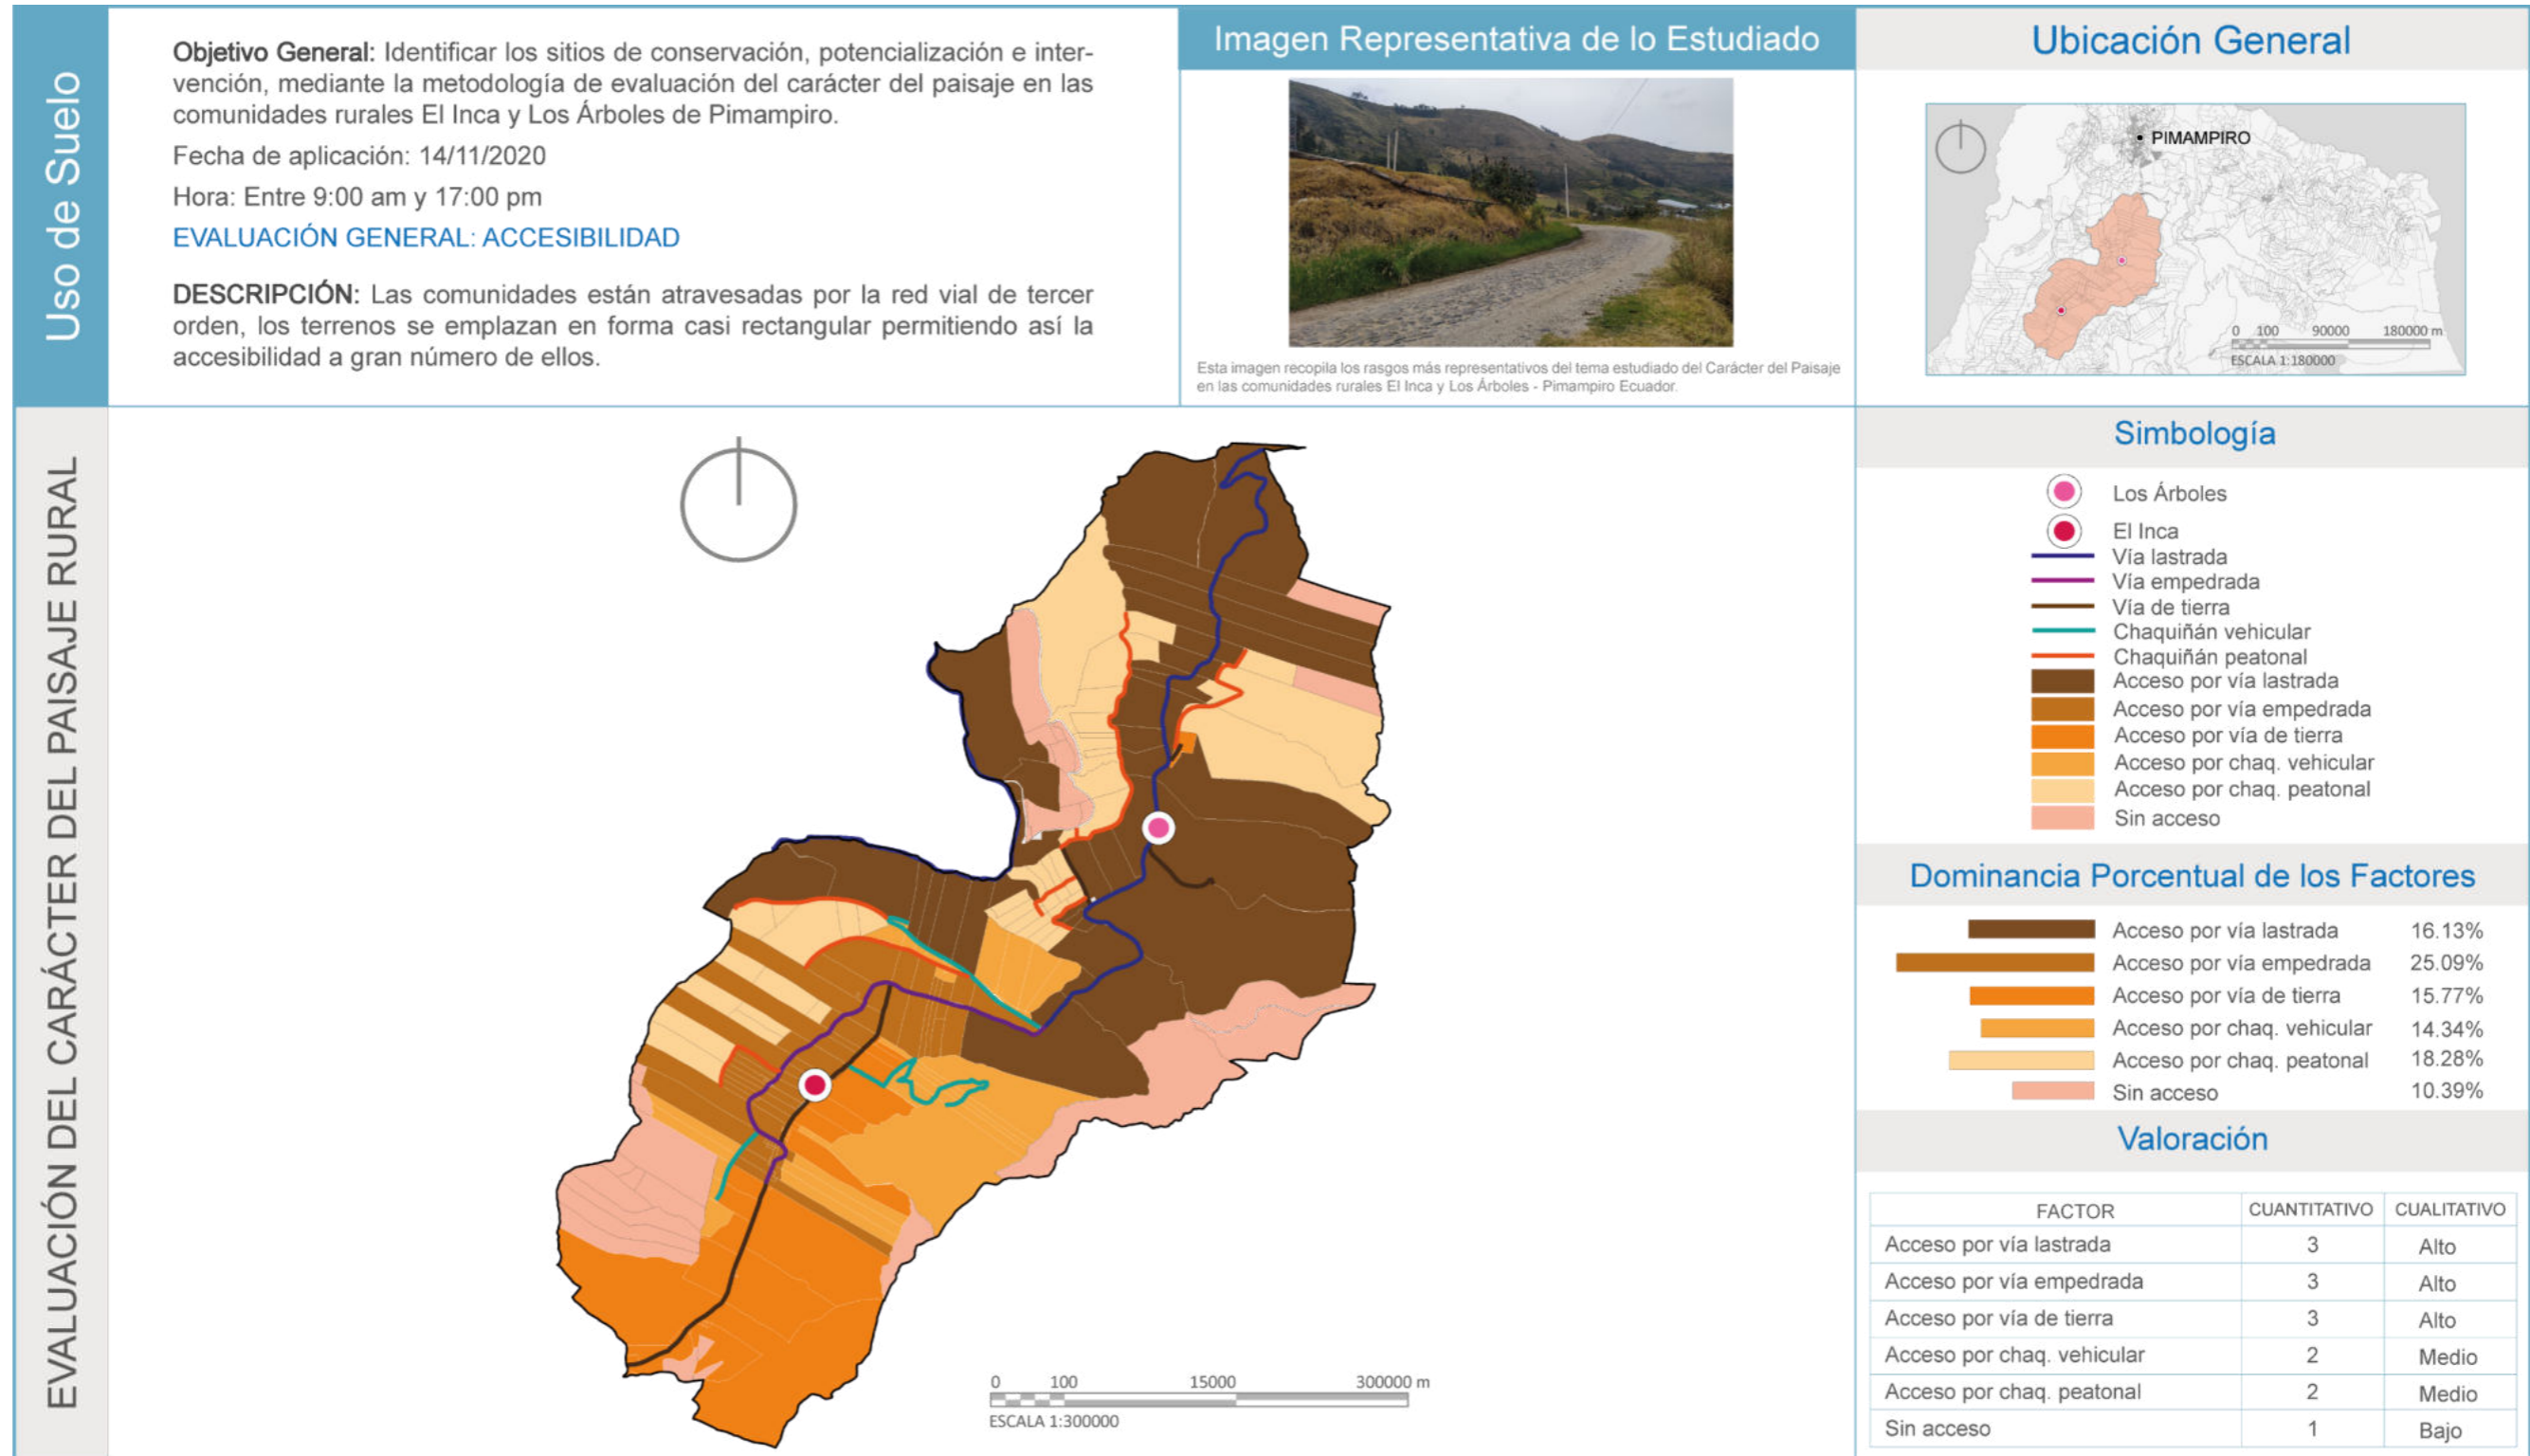 Uso de Suelo
Objetivo General: Identificar los sitios de conservación, potencialización e inter-
vención, mediante la metodología de evaluación del carácter del paisaje en las
comunidades rurales El Inca y Los Árboles de Pimampiro.
Fecha de aplicación: 14/11/2020
Hora: Entre 9:00 am y 17:00 pm
EVALUACIÓN GENERAL: ACCESIBILIDAD
DESCRIPCIÓN: Las comunidades están atravesadas por la red vial de tercer
orden, los terrenos se emplazan en forma casi rectangular permitiendo así la
accesibilidad a gran número de ellos.
Imagen Representativa de lo Estudiado
Esta imagen recopila los rasgos más representativos del tema estudiado del Carácter del Paisaje
en las comunidades rurales El Inca y Los Árboles - Pimampiro Ecuador.
Ubicación General
PIMAMPIRO
0 100 90000 180000 m
ESCALA 1:180000
EVALUACIÓN DEL CARÁCTER DEL PAISAJE RURAL
0 100 15000 300000 m
ESCALA 1:300000
Simbología
Los Árboles
El Inca
Vía lastrada
Vía empedrada
Vía de tierra
Chaquiñán vehicular
Chaquiñán peatonal
Acceso por vía lastrada
Acceso por vía empedrada
Acceso por vía de tierra
Acceso por chaq. vehicular
Acceso por chaq. peatonal
Sin acceso
Dominancia Porcentual de los Factores
Acceso por vía lastrada 16.13%
Acceso por vía empedrada 25.09%
Acceso por vía de tierra 15.77%
Acceso por chaq. vehicular 14.34%
Acceso por chaq. peatonal 18.28%
Sin acceso 10.39%
Valoración
FACTOR CUANTITATIVO CUALITATIVO
Acceso por vía lastrada 3 Alto
Acceso por vía empedrada 3 Alto
Acceso por vía de tierra 3 Alto
Acceso por chaq. vehicular 2 Medio
Acceso por chaq. peatonal 2 Medio
Sin acceso 1 Bajo